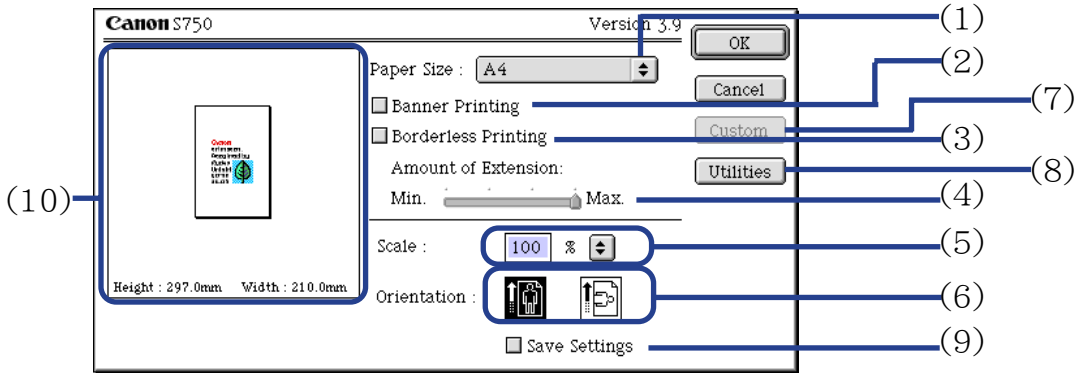 Canon S750 Version 3.9
(1)
OK
Paper Size : A4
(2)
Cancel
Banner Printing
(7)
Borderless Printing
Custom
(3)
Amount of Extension:
Utilities
(8)
Min. Max.
(4)
(10)
Scale : 100 %
(5)
Height : 297.0mm Width : 210.0mm
Orientation :
(6)
Save Settings
(9)
Canon